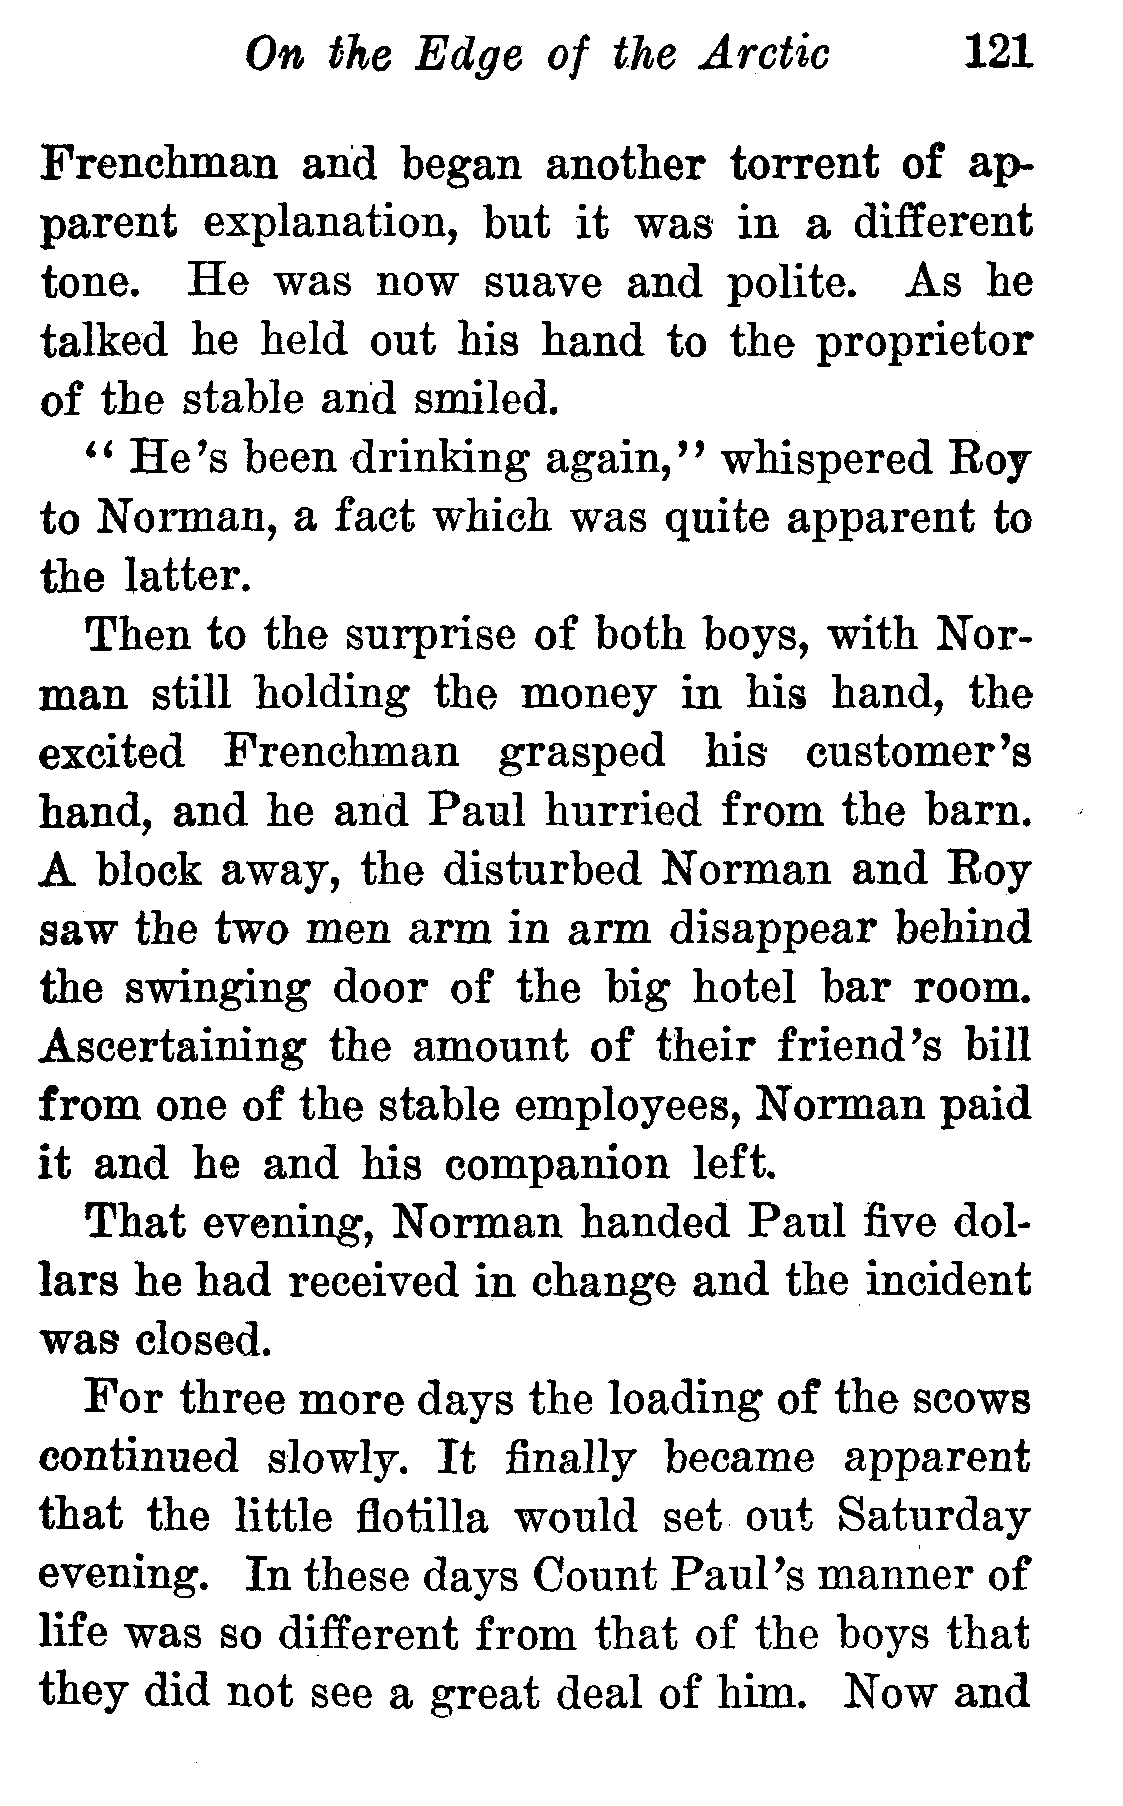 On the Edge of the Arctic 121
Frenchman and began another torrent of ap-
parent explanation, but it was in a different
tone. He was now suave and polite. As he
talked he held out his hand to the proprietor
of the stable and smiled.
“ He’s been drinking again,” whispered Roy
to Norman, a fact which was quite apparent to
the latter.
Then to the surprise of both boys, with Nor-
man still holding the money in his hand, the
excited Frenchman grasped his customer’s
hand, and he and Paul hurried from the barn.
A block away, the disturbed Norman and Roy
saw the two men arm in arm disappear behind
the swinging door of the big hotel bar room.
Ascertaining the amount of their friend’s bill
from one of the stable employees, Norman paid
it and he and his companion left.
That evening, Norman handed Paul five dol-
lars he had received in change and the incident
was closed.
For three more days the loading of the scows
continued slowly. It finally became apparent
that the little flotilla would set out Saturday
evening. In these days Count Paul’s manner of
life was so different from that of the boys that
they did not see a great deal of him. Now and